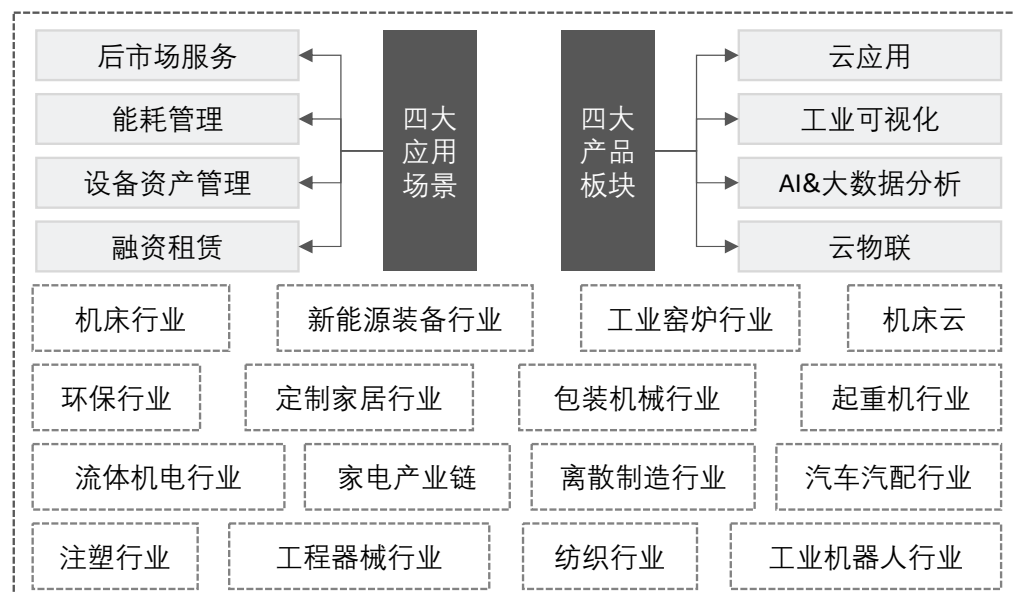 后市场服务
能耗管理
设备资产管理
融资租赁
四大
应用
场景
四大
产品
板块
云应用
工业可视化
AI&大数据分析
云物联
机床行业
新能源装备行业
工业窑炉行业
机床云
环保行业
定制家居行业
包装机械行业
起重机行业
流体机电行业
家电产业链
离散制造行业
汽车汽配行业
注塑行业
工程器械行业
纺织行业
工业机器人行业